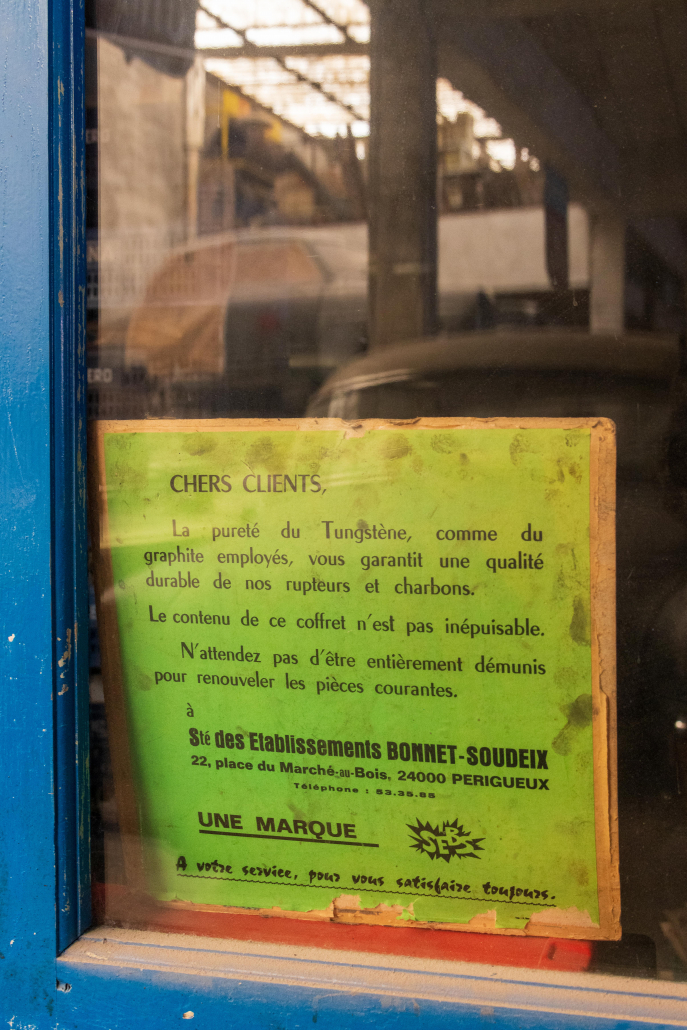 CHERS CLIENTS,
La pureté du Tungstène, comme du
graphite employés, vous garantit une qualité
durable de nos rupteurs et charbons.
Le contenu de ce coffret n'est pas inépuisable.
N'attendez pas d'être entièrement démunis
pour renouveler les pièces courantes.
à
Sté des Etablissements BONNET-SOUDEIX
22, place du Marché-au-Bois, 24000 PERIGUEUX
Téléphone : 53.35.85
UNE MARQUE
A votre service, pour vous satisfaire toujours.